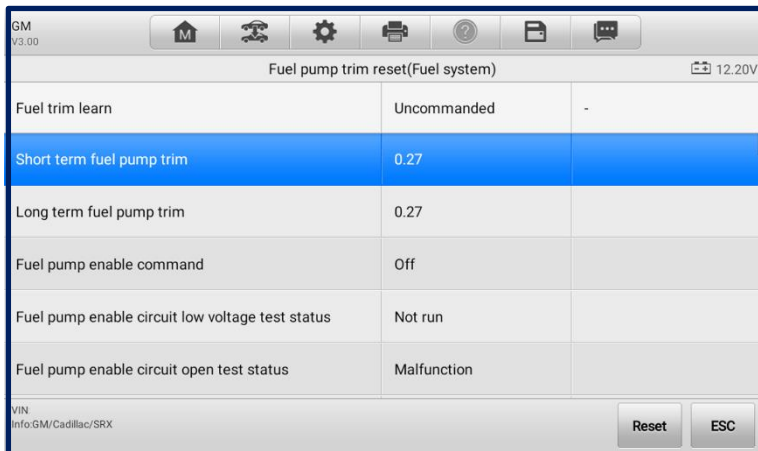 GM
V3.00
M
Fuel pump trim reset(Fuel system)
12.20V
Fuel trim learn Uncommanded -
Short term fuel pump trim 0.27
Long term fuel pump trim 0.27
Fuel pump enable command Off
Fuel pump enable circuit low voltage test status Not run
Fuel pump enable circuit open test status Malfunction
VIN
Info:GM/Cadillac/SRX
Reset ESC